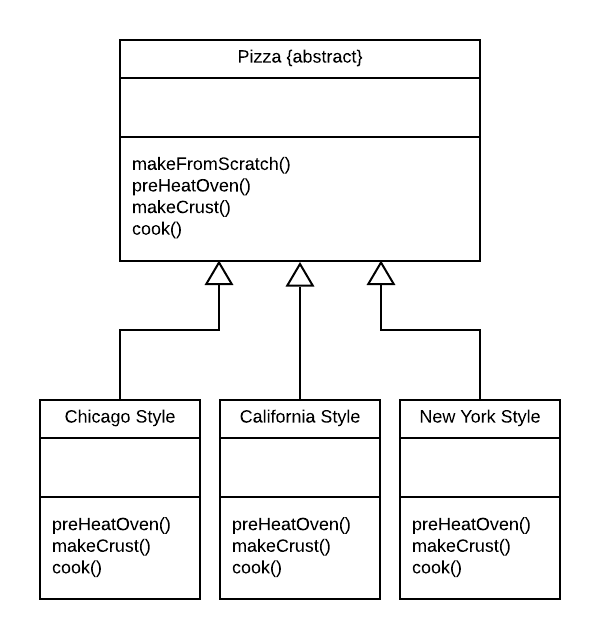 Pizza {abstract}
makeFromScratch()
preHeatOven()
makeCrust()
cook()
Chicago Style
preHeatOven()
makeCrust()
cook()
California Style
preHeatOven()
makeCrust()
cook()
New York Style
preHeatOven()
makeCrust()
cook()